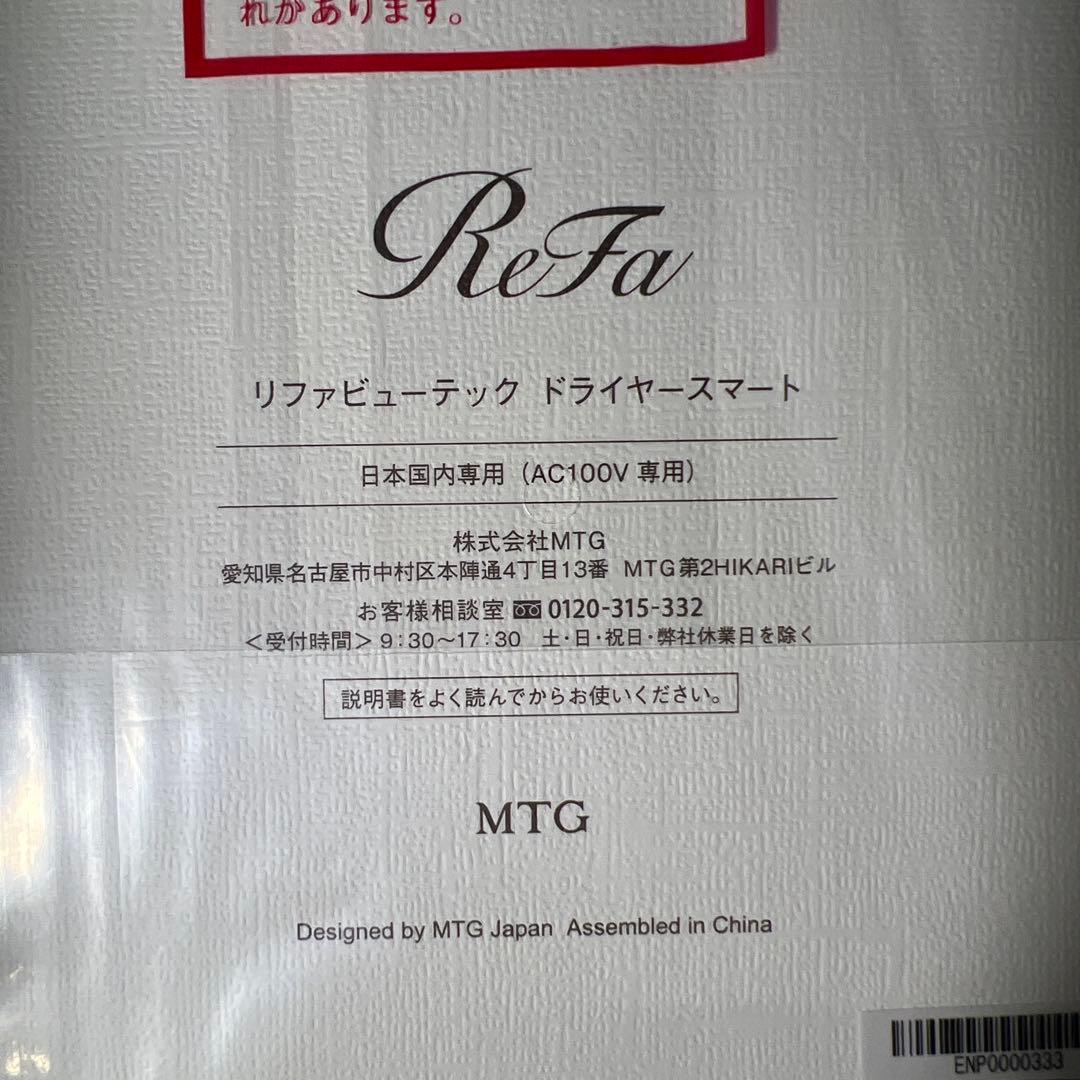 れがあります。
ReFa
リファビューテック ドライヤースマート
日本国内専用（AC100V 専用）
株式会社MTG
愛知県名古屋市中村区本陣通4丁目13番 MTG第2HIKARIビル
お客様相談室 0120-315-332
＜受付時間＞9：30～17：30 土・日・祝日・弊社休業日を除く
説明書をよく読んでからお使いください。
MTG
Designed by MTG Japan Assembled in China
ENP0000333